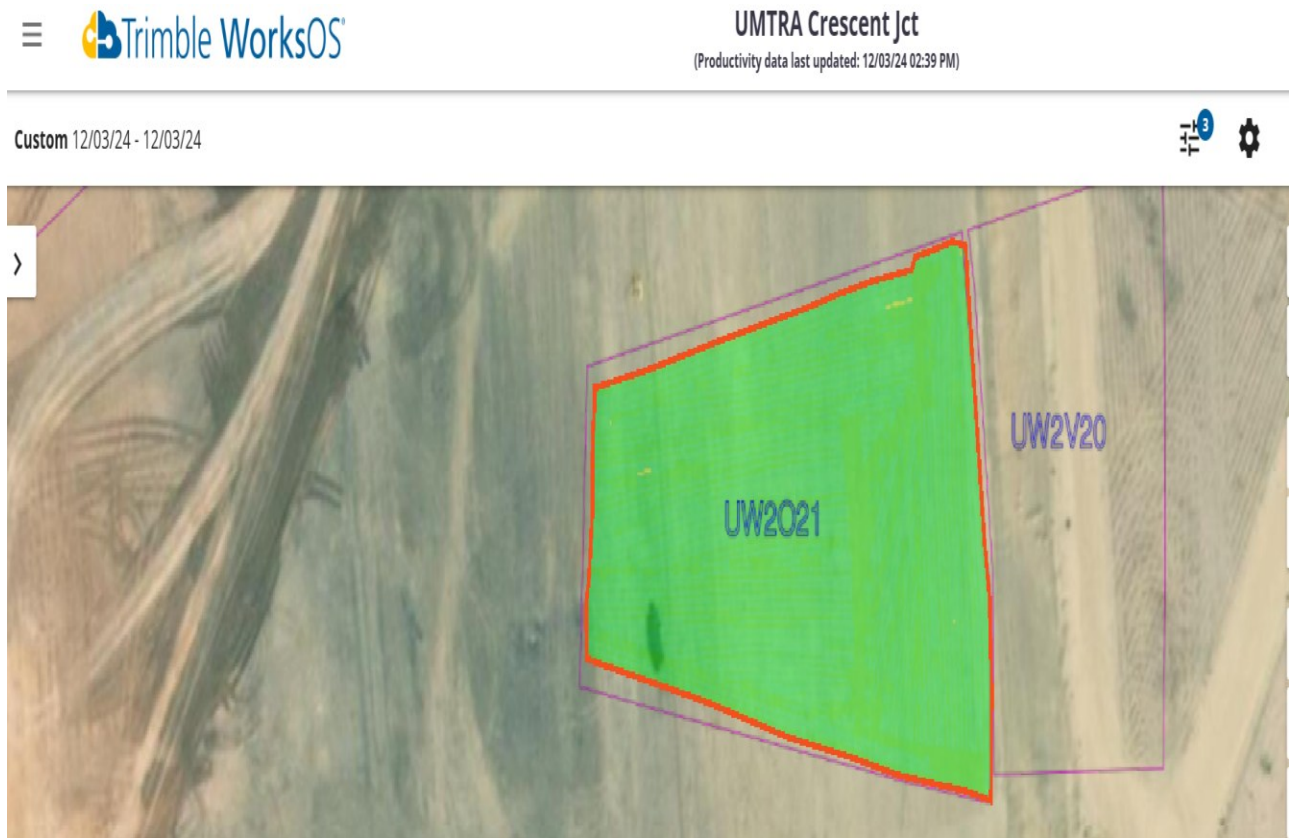 Trimble WorksOS
UMTRA Crescent Jct
(Productivity data last updated: 12/03/24 02:39 PM)
Custom 12/03/24 - 12/03/24
3
UW2V20
UW2O21